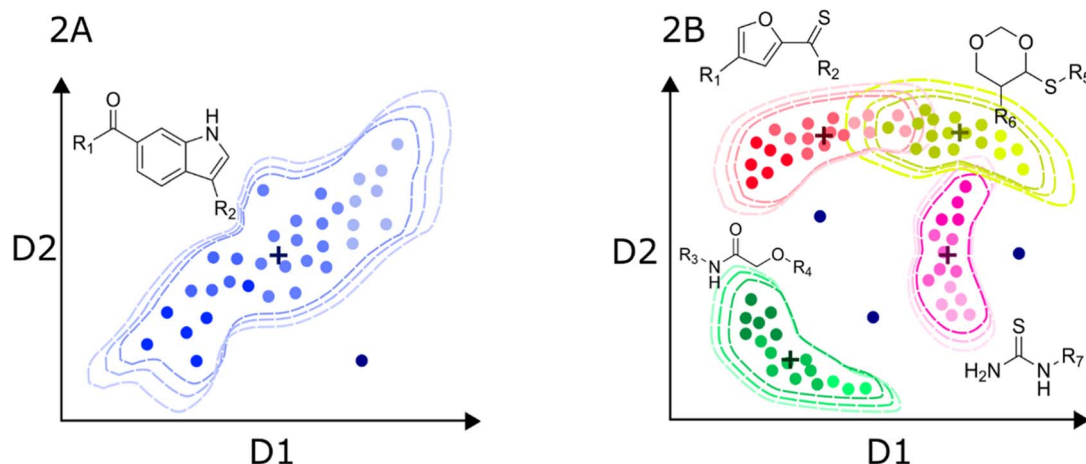 2A
O
R1
H
N
R2
D2
D1
2B
O
S
R1
R2
O
O
S
R5
R6
O
R3
N
H
O
R4
S
H2N
N
H
R7
D2
D1